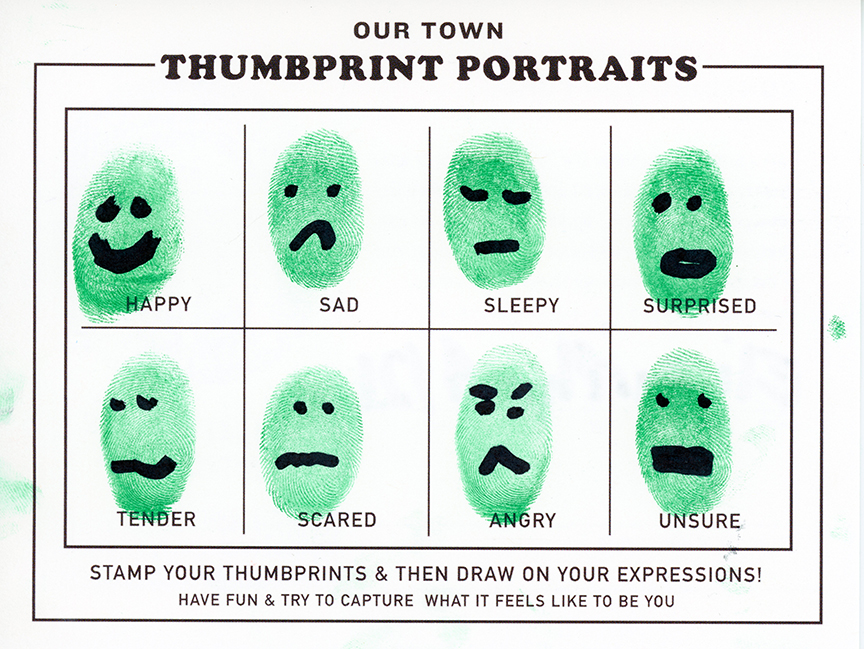 OUR TOWN
THUMBPRINT PORTRAITS
HAPPY SAD SLEEPY SURPRISED
TENDER SCARED ANGRY UNSURE
STAMP YOUR THUMBPRINTS & THEN DRAW ON YOUR EXPRESSIONS!
HAVE FUN & TRY TO CAPTURE WHAT IT FEELS LIKE TO BE YOU